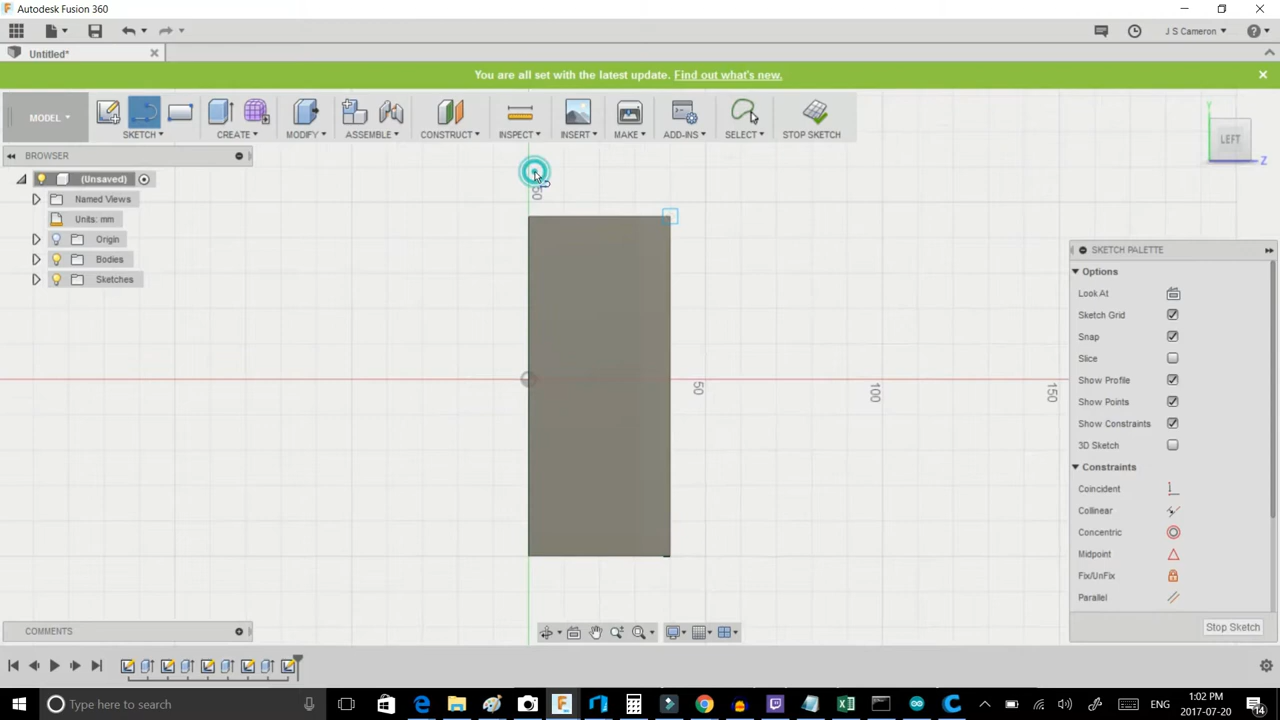 Autodesk Fusion 360
J S Cameron
Untitled*
You are all set with the latest update. Find out what's new.
MODEL
SKETCH
CREATE
MODIFY
ASSEMBLE
CONSTRUCT
INSPECT
INSERT
MAKE
ADD-INS
SELECT
STOP SKETCH
BROWSER
(Unsaved)
Named Views
Units: mm
Origin
Bodies
Sketches
Y
LEFT
Z
50
50
100
150
SKETCH PALETTE
Options
Look At
Sketch Grid
Snap
Slice
Show Profile
Show Points
Show Constraints
3D Sketch
Constraints
Coincident
Collinear
Concentric
Midpoint
Fix/UnFix
Parallel
Stop Sketch
COMMENTS
Type here to search
ENG
1:02 PM
2017-07-20
14